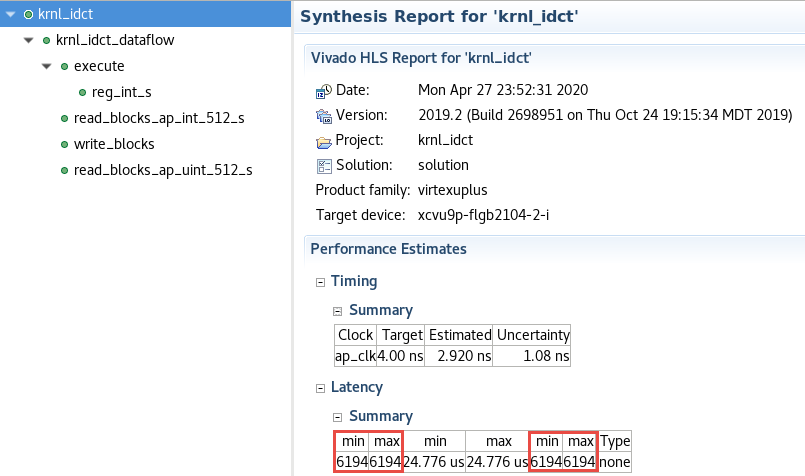 krnl_idct
krnl_idct_dataflow
execute
reg_int_s
read_blocks_ap_int_512_s
write_blocks
read_blocks_ap_uint_512_s
Synthesis Report for 'krnl_idct'
Vivado HLS Report for 'krnl_idct'
Date: Mon Apr 27 23:52:31 2020
Version: 2019.2 (Build 2698951 on Thu Oct 24 19:15:34 MDT 2019)
Project: krnl_idct
Solution: solution
Product family: virtexuplus
Target device: xcvu9p-flgb2104-2-i
Performance Estimates
Timing
Summary
Clock Target Estimated Uncertainty
ap_clk 4.00 ns 2.920 ns 1.08 ns
Latency
Summary
min max min max min max Type
6194 6194 24.776 us 24.776 us 6194 6194 none